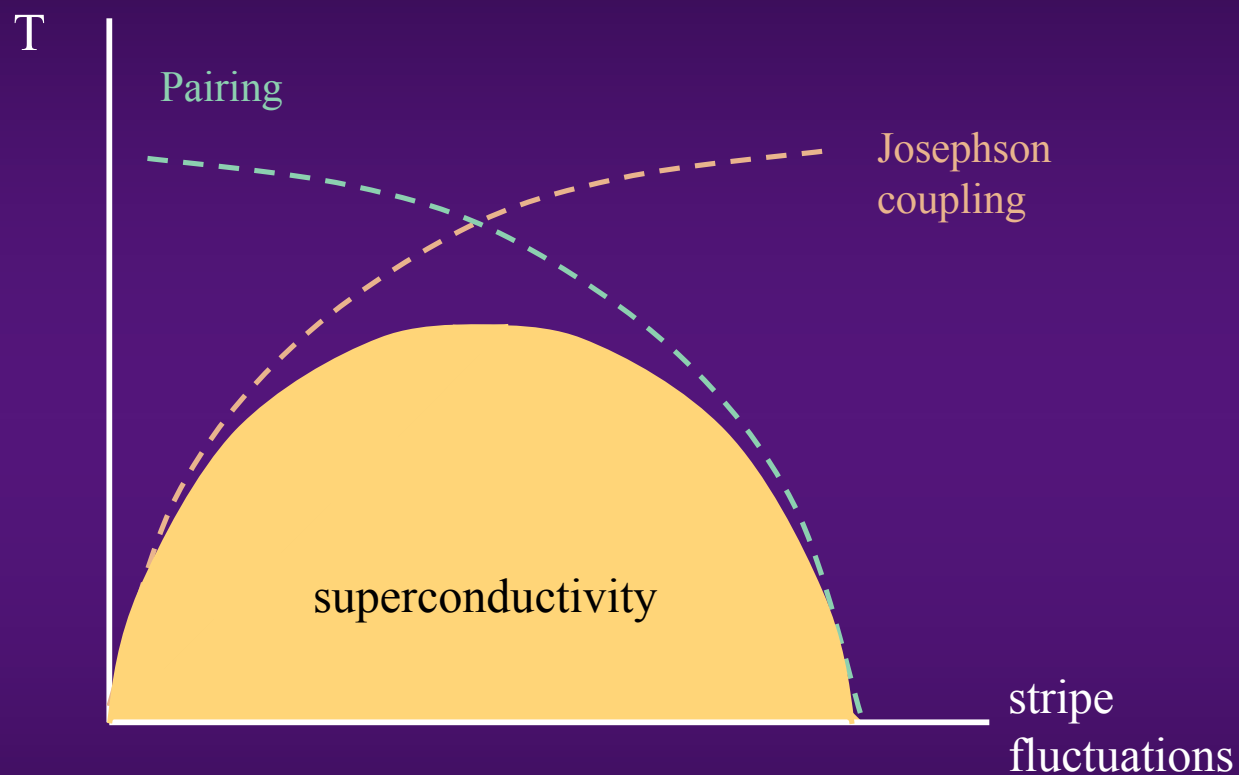 T
Pairing
Josephson
coupling
superconductivity
stripe
fluctuations